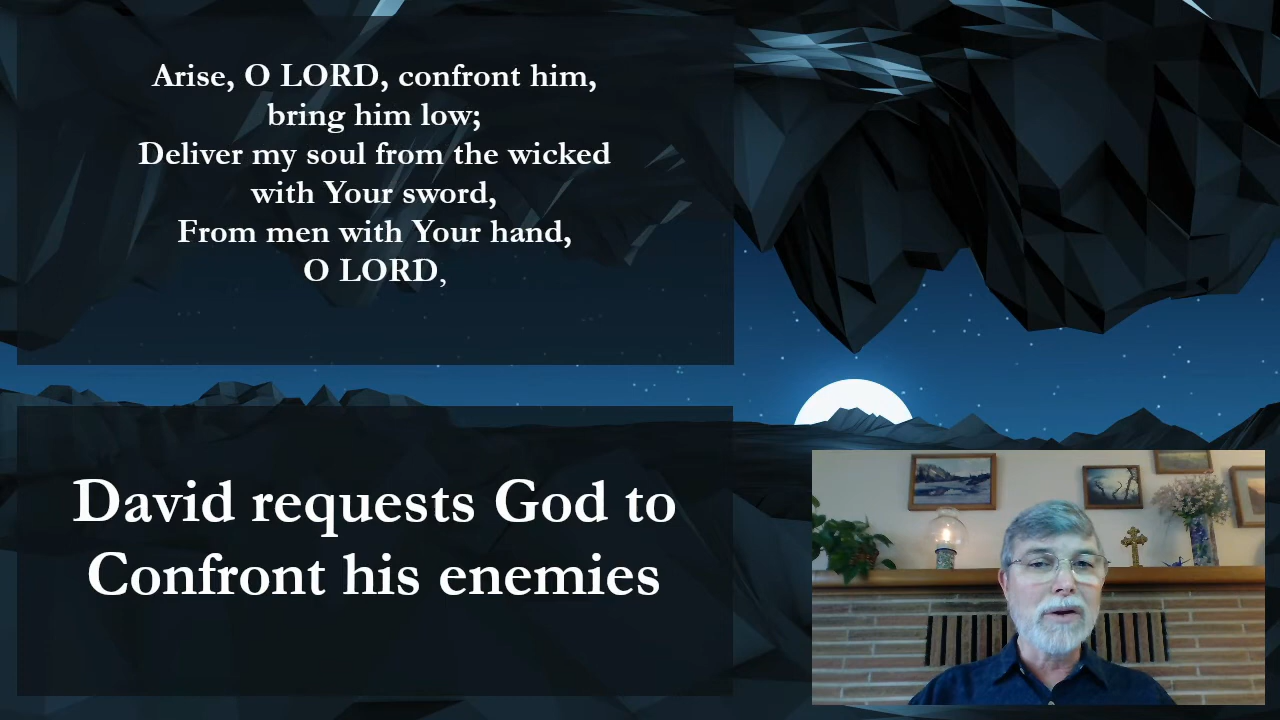 Arise, O LORD, confront him,
bring him low;
Deliver my soul from the wicked
with Your sword,
From men with Your hand,
O LORD,
David requests God to
Confront his enemies